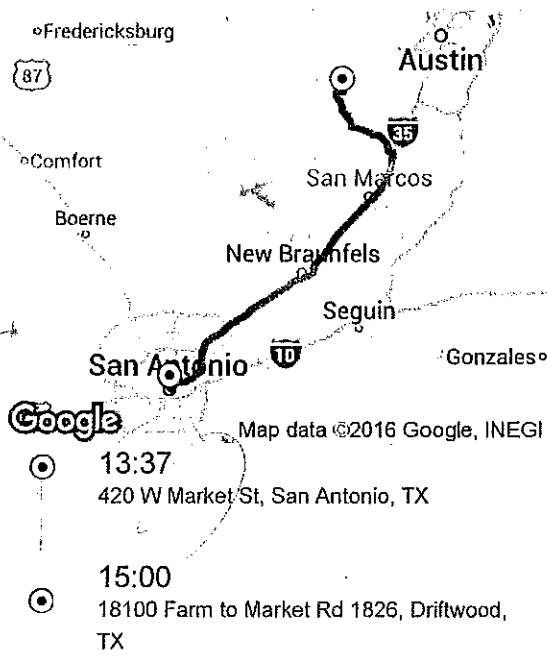 Fredericksburg
Austin
87
35
Comfort
San Marcos
Boerne
New Braunfels
Seguin
San Antonio
10
Gonzales
Google
Map data ©2016 Google, INEGI
13:37
420 W Market St, San Antonio, TX
15:00
18100 Farm to Market Rd 1826, Driftwood,
TX